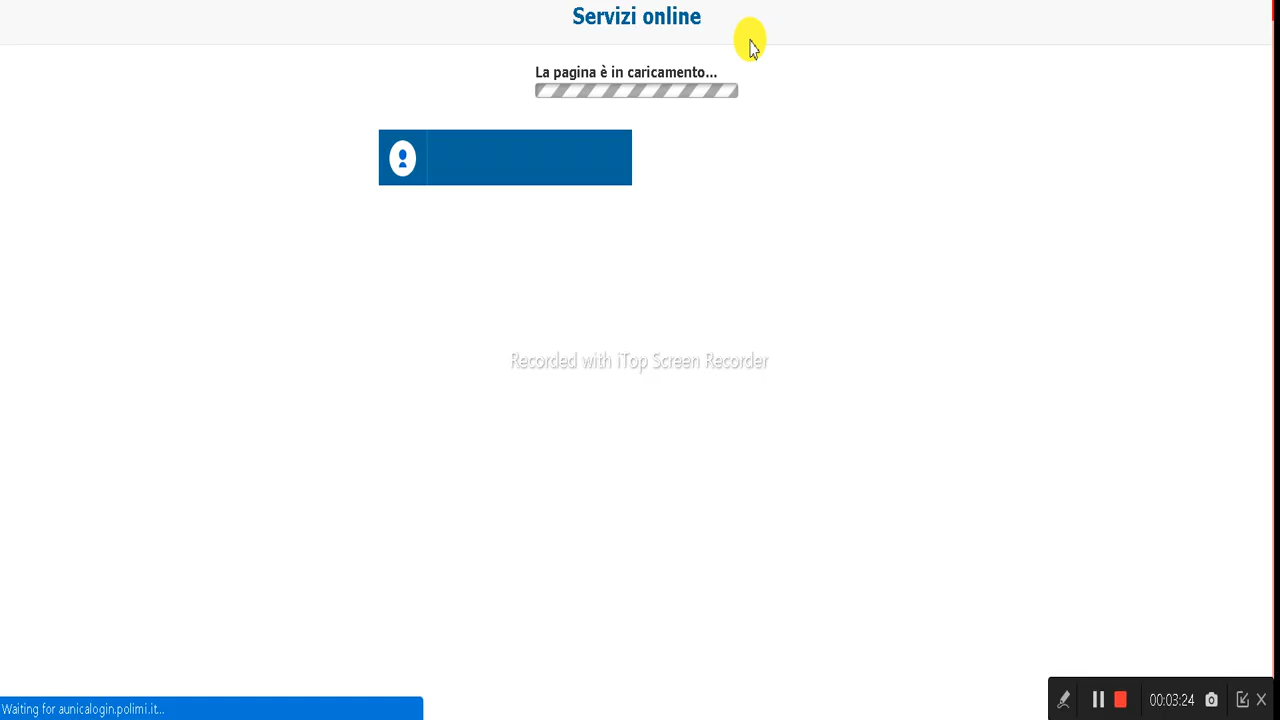 Servizi online
La pagina è in caricamento...
Recorded with iTop Screen Recorder
Waiting for aunicalogin.polimi.it...
00:03:24